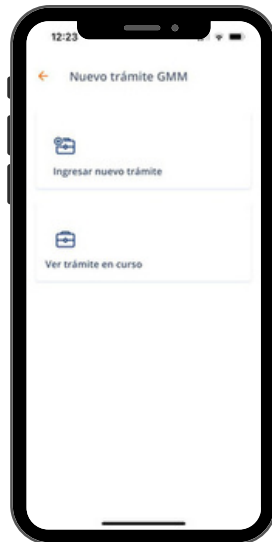 12:23
Nuevo trámite GMM
Ingresar nuevo trámite
Ver trámite en curso